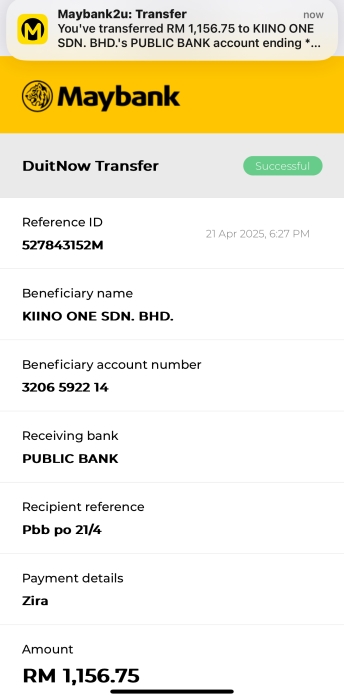 Maybank2u: Transfer
now
You've transferred RM 1,156.75 to KIINO ONE
SDN. BHD.'s PUBLIC BANK account ending *...
Maybank
DuitNow Transfer
Successful
Reference ID
527843152M
21 Apr 2025, 6:27 PM
Beneficiary name
KIINO ONE SDN. BHD.
Beneficiary account number
3206 5922 14
Receiving bank
PUBLIC BANK
Recipient reference
Pbb po 21/4
Payment details
Zira
Amount
RM 1,156.75